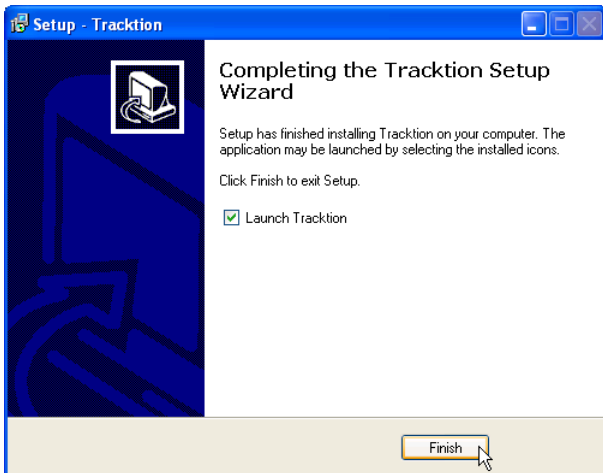 Setup - Tracktion
Completing the Tracktion Setup
Wizard
Setup has finished installing Tracktion on your computer. The
application may be launched by selecting the installed icons.
Click Finish to exit Setup.
Launch Tracktion
Finish